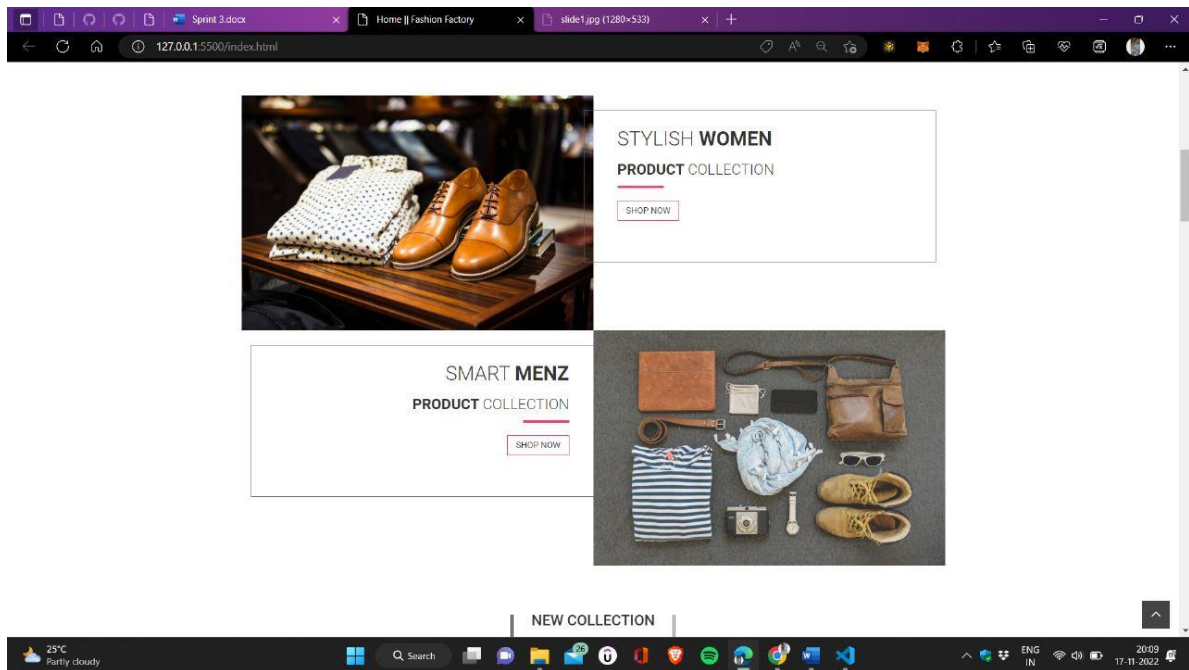 Sprint 3.docx
Home || Fashion Factory
slide1.jpg (1280×533)
127.0.0.1:5500/index.html
STYLISH WOMEN
PRODUCT COLLECTION
SHOP NOW
SMART MENZ
PRODUCT COLLECTION
SHOP NOW
NEW COLLECTION
25°C
Partly cloudy
Search
26
ENG
IN
20:09
17-11-2022